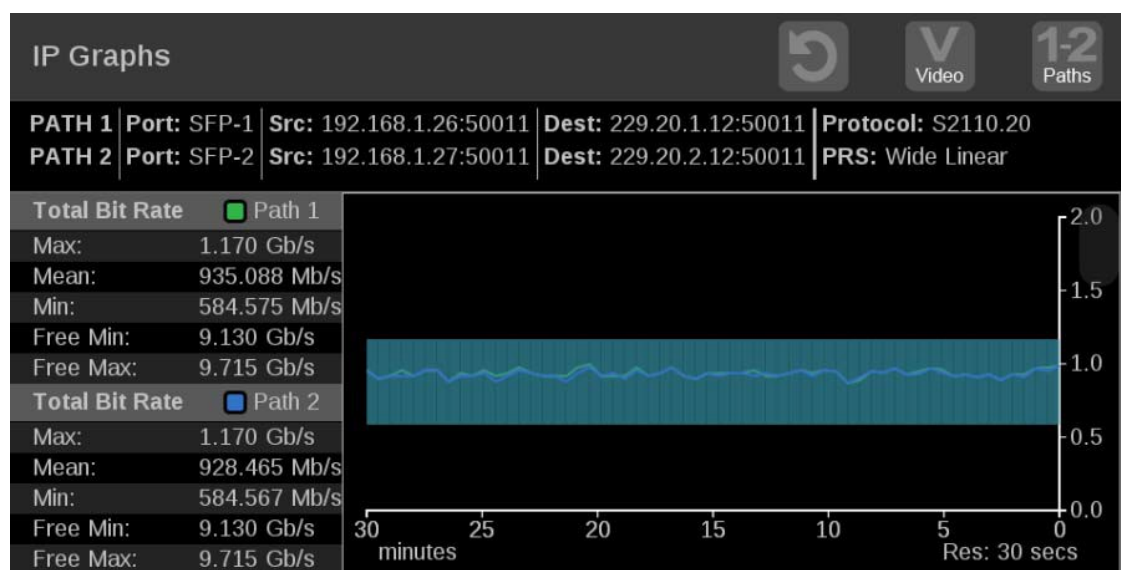 IP Graphs
V
Video
1-2
Paths
PATH 1 Port: SFP-1 Src: 192.168.1.26:50011 Dest: 229.20.1.12:50011 Protocol: S2110.20
PATH 2 Port: SFP-2 Src: 192.168.1.27:50011 Dest: 229.20.2.12:50011 PRS: Wide Linear
Total Bit Rate Path 1
Max: 1.170 Gb/s
Mean: 935.088 Mb/s
Min: 584.575 Mb/s
Free Min: 9.130 Gb/s
Free Max: 9.715 Gb/s
Total Bit Rate Path 2
Max: 1.170 Gb/s
Mean: 928.465 Mb/s
Min: 584.567 Mb/s
Free Min: 9.130 Gb/s
Free Max: 9.715 Gb/s
2.0
1.5
1.0
0.5
0.0
30 25 20 15 10 5 0
minutes Res: 30 secs